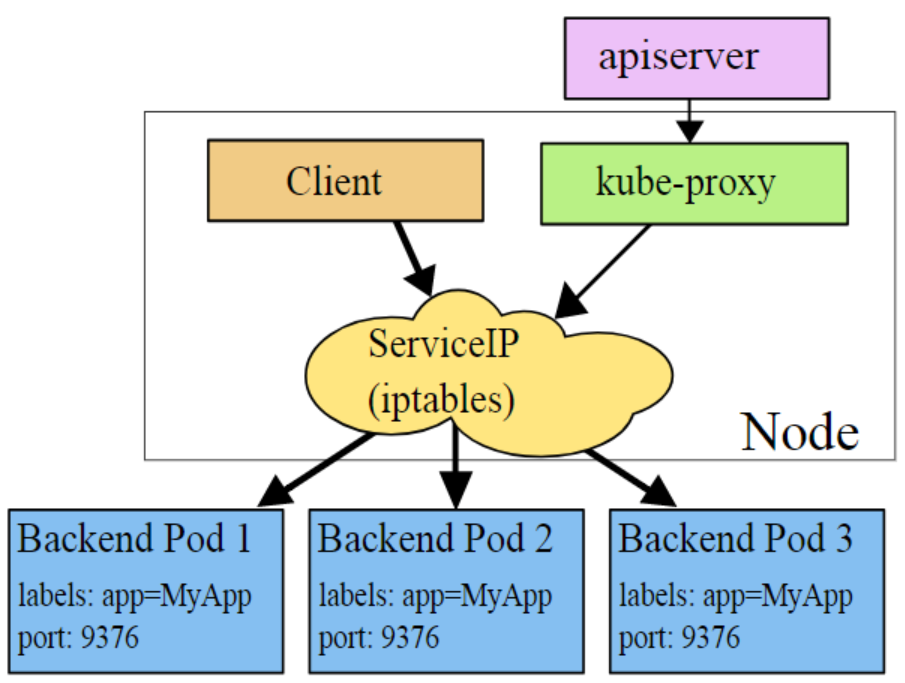 apiserver
Client
kube-proxy
ServiceIP
(iptables)
Node
Backend Pod 1
labels: app=MyApp
port: 9376
Backend Pod 2
labels: app=MyApp
port: 9376
Backend Pod 3
labels: app=MyApp
port: 9376